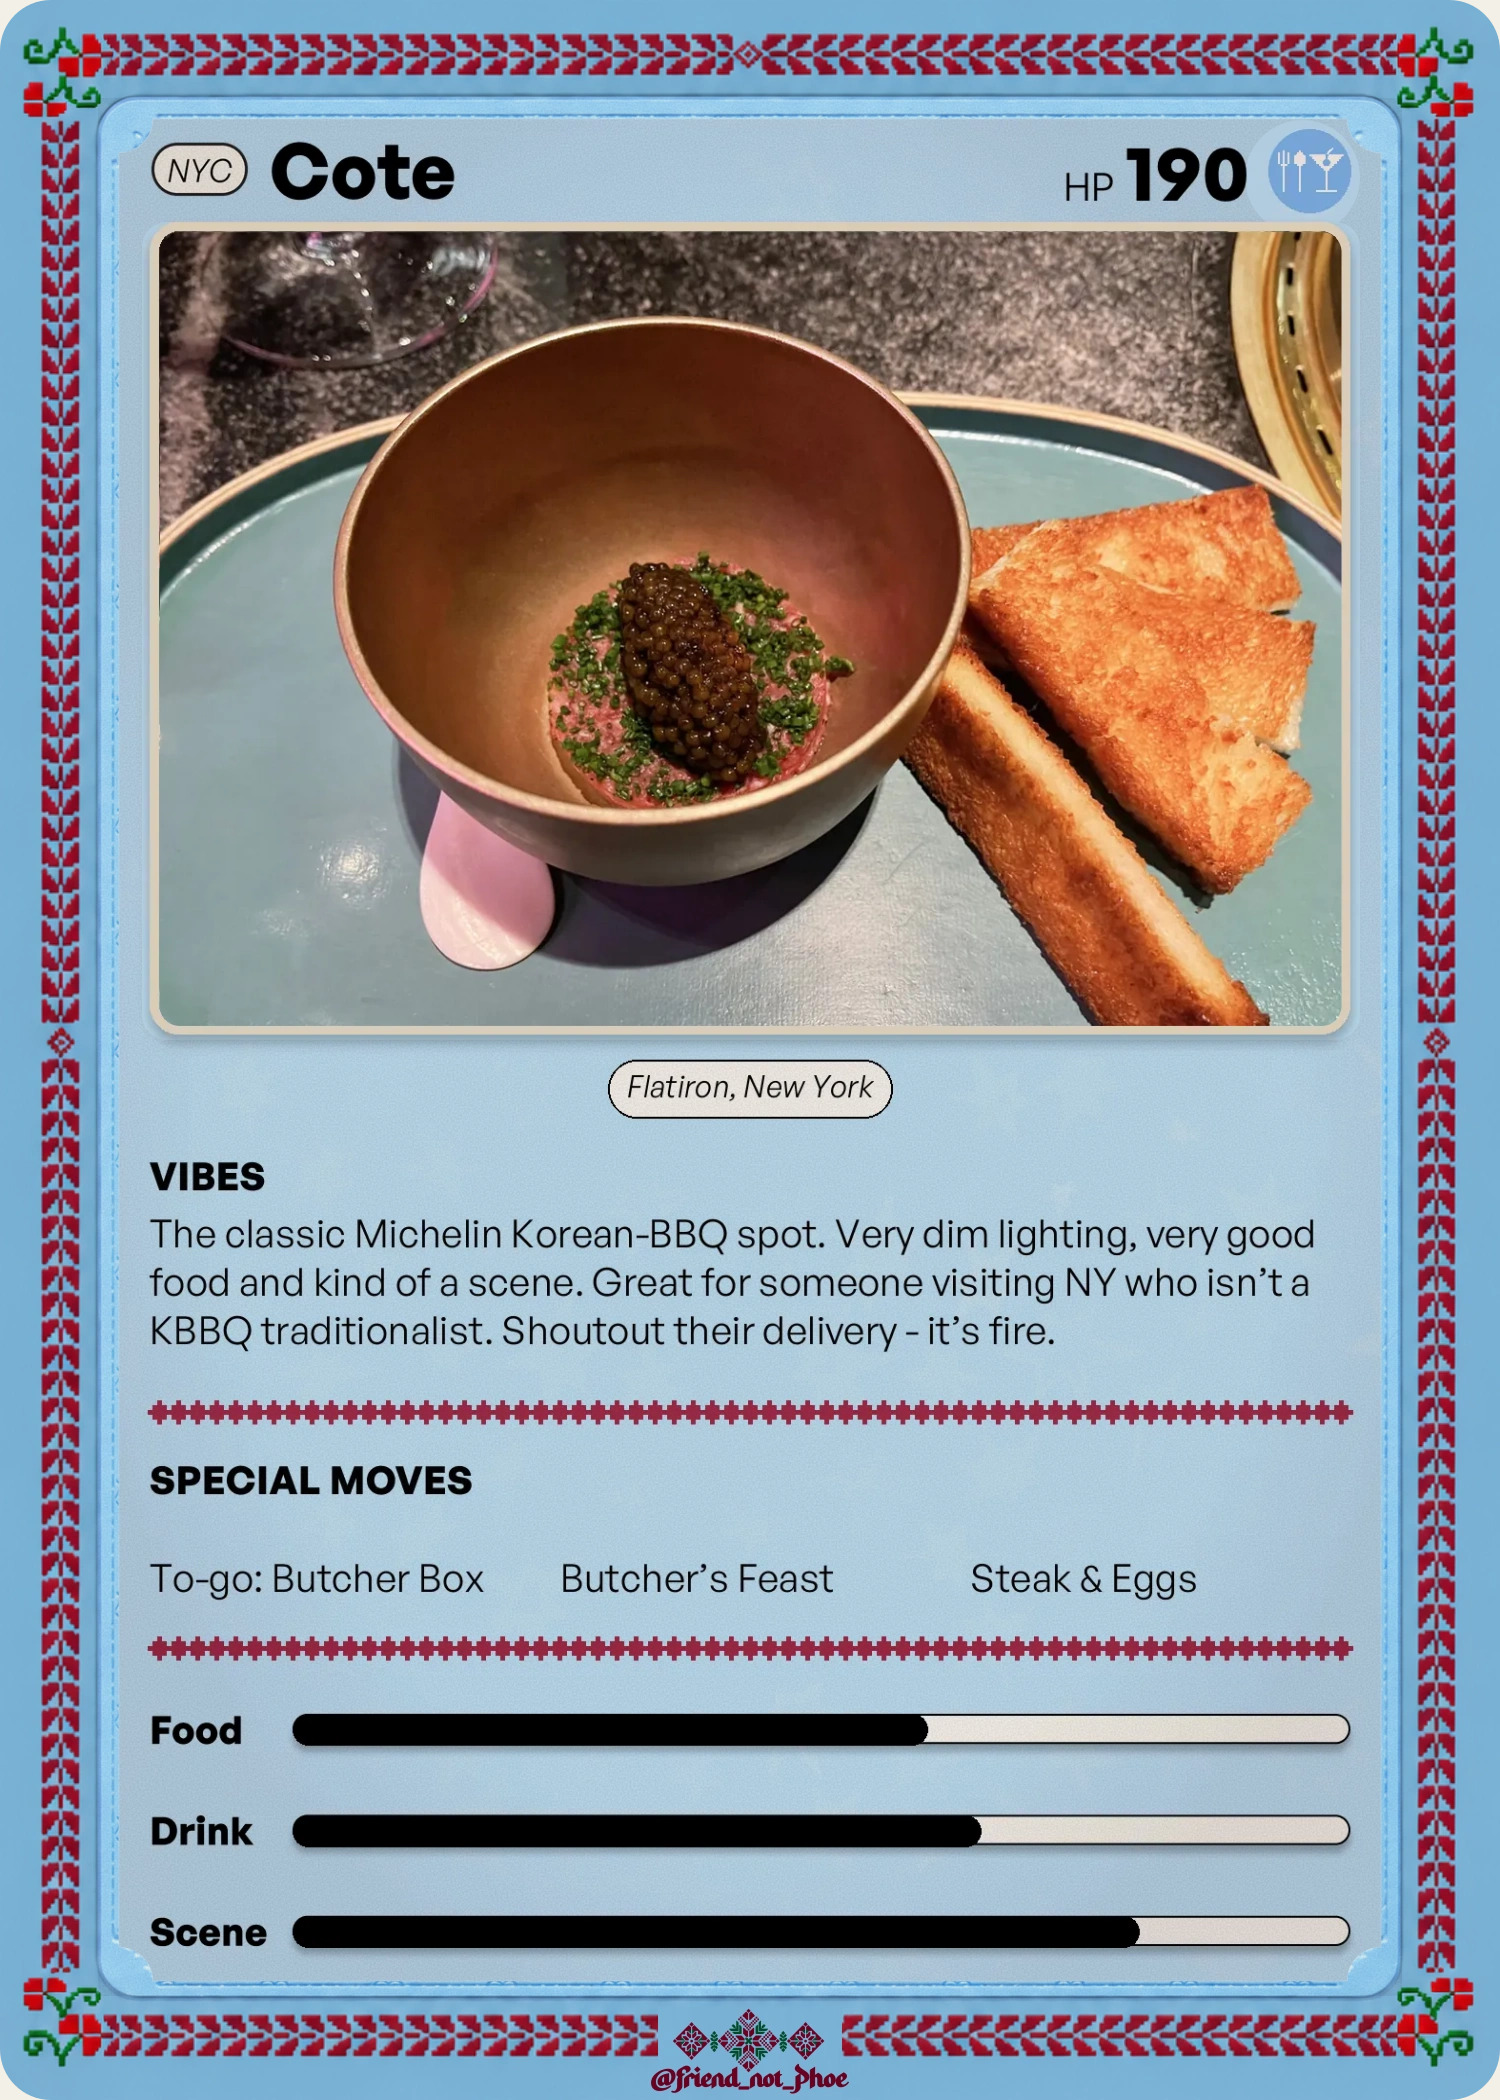 NYC Cote HP 190
Flatiron, New York
VIBES
The classic Michelin Korean-BBQ spot. Very dim lighting, very good
food and kind of a scene. Great for someone visiting NY who isn’t a
KBBQ traditionalist. Shoutout their delivery - it’s fire.
SPECIAL MOVES
To-go: Butcher Box Butcher’s Feast Steak & Eggs
Food
Drink
Scene
@friend_not_phoe